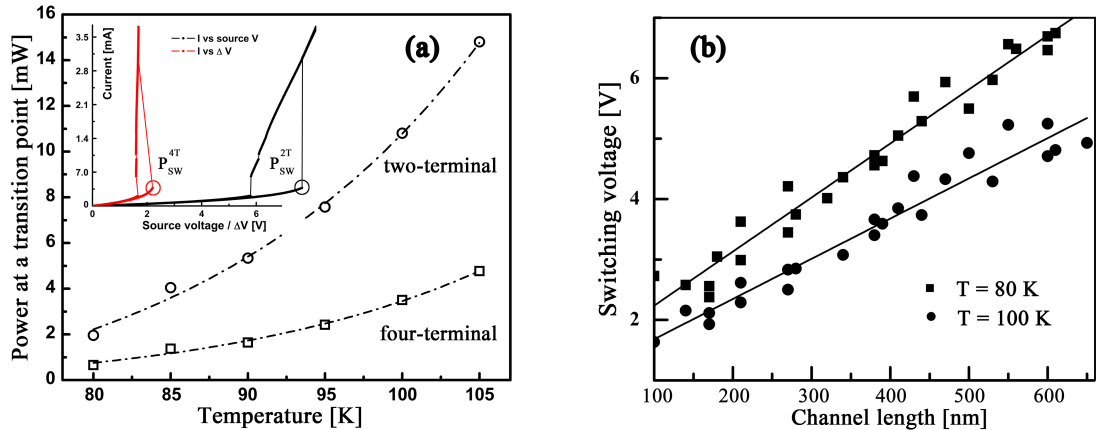 (a)
Power at a transition point [mW]
16
14
12
10
8
6
4
2
0
80
85
90
95
100
105
Temperature [K]
two-terminal
four-terminal
Current [mA]
3.5
2.8
2.1
1.4
7.0
0
0
2
4
6
Source voltage / ΔV [V]
I vs source V
I vs Δ V
P 4T SW
P 2T SW
(b)
Switching voltage [V]
6
4
2
100
200
300
400
500
600
Channel length [nm]
T = 80 K
T = 100 K